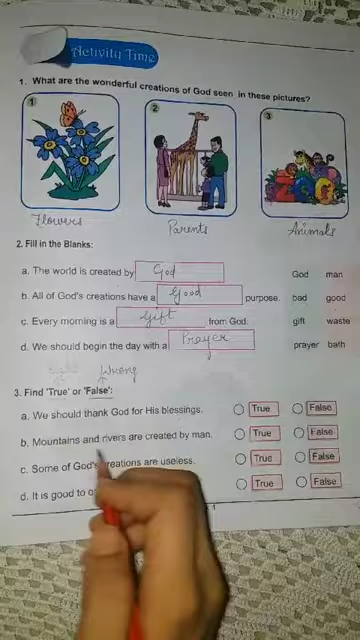 Activity Time
1. What are the wonderful creations of God seen in these pictures?
1 2 3
ZOO
Flowers Parents Animals
2. Fill in the Blanks:
a. The world is created by God God man
b. All of God's creations have a Good purpose. bad good
c. Every morning is a Gift from God. gift waste
d. We should begin the day with a Prayer prayer bath
Wrong
3. Find 'True' or 'False':
a. We should thank God for His blessings. True False
b. Mountains and rivers are created by man. True False
c. Some of God's creations are useless. True False
d. It is good to True False
1